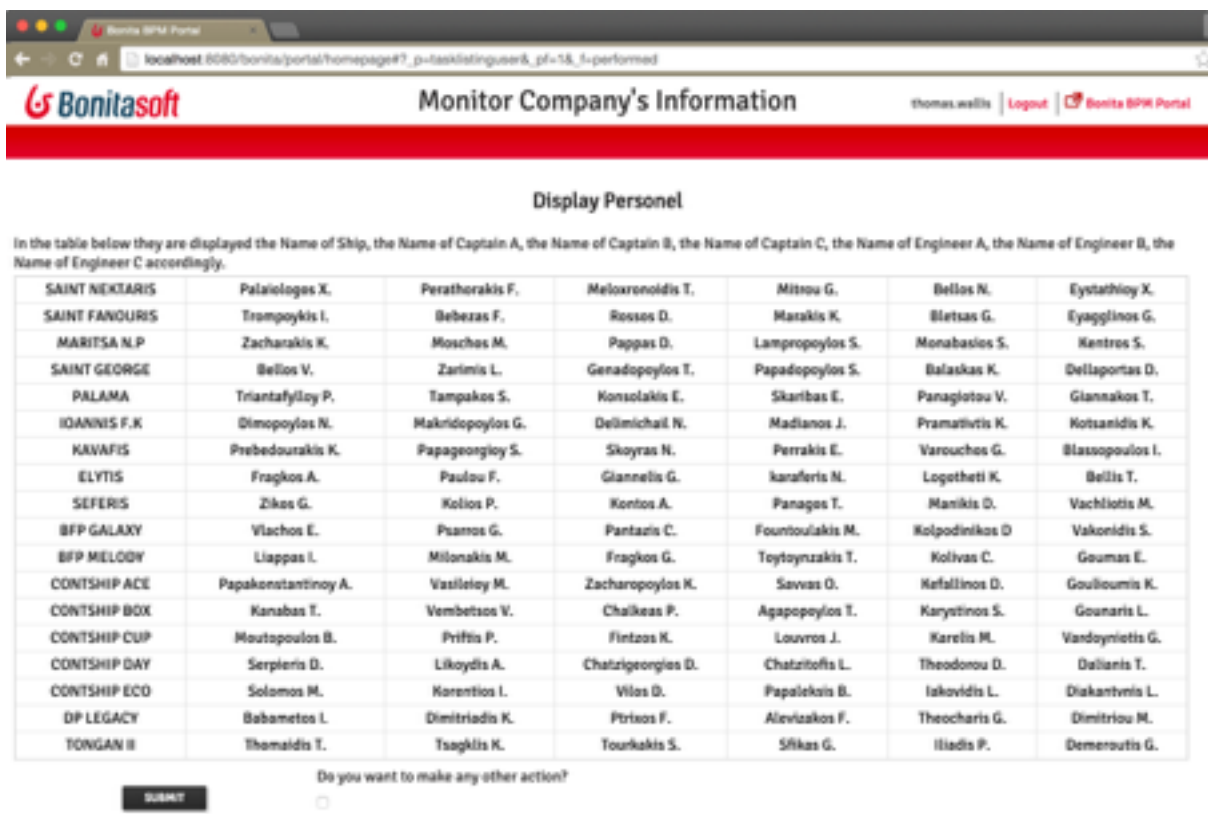 Bonita BPM Portal
localhost:8080/bonita/portal/homepage#?_p=tasklistinguser&_pf=1&_f=performed
Bonitasoft
Monitor Company's Information
thomas.wallis | Logout | Bonita BPM Portal
Display Personel
In the table below they are displayed the Name of Ship, the Name of Captain A, the Name of Captain B, the Name of Captain C, the Name of Engineer A, the Name of Engineer B, the
Name of Engineer C accordingly.
SAINT NEKTARIS Palaiologos X. Perathorakis F. Meloxronoidis T. Mitrou G. Bellos N. Eystathioy X.
SAINT FANOURIS Trompoykis I. Bebezas F. Rossos D. Marakis K. Bletsas G. Eyagglinos G.
MARITSA N.P Zacharakis K. Moschos M. Pappas D. Lampropoylos S. Monabasios S. Kentros S.
SAINT GEORGE Bellos V. Zarimis L. Genadopoylos T. Papadopoylos S. Balaskas K. Dellaportas D.
PALAMA Triantafylloy P. Tampakos S. Konsolakis E. Skaribas E. Panagiotou V. Giannakos T.
IOANNIS F.K Dimopoylos N. Makridopoylos G. Delimichail N. Madianos J. Pramativtis K. Kotsanidis K.
KAVAFIS Prebedourakis K. Papageorgioy S. Skoyras N. Perrakis E. Varouchos G. Blassopoulos I.
ELYTIS Fragkos A. Paulou F. Giannelis G. karaferis N. Logotheti K. Bellis T.
SEFERIS Zikos G. Kolios P. Kontos A. Panagos T. Manikis D. Vachliotis M.
BFP GALAXY Vlachos E. Psarros G. Pantazis C. Fountoulakis M. Kolpodinikos D Vakonidis S.
BFP MELODY Liappas I. Milonakis M. Fragkos G. Toytoynzakis T. Kolivas C. Goumas E.
CONTSHIP ACE Papakonstantinoy A. Vasileioy M. Zacharopoylos K. Savvas O. Kefallinos D. Goulioumis K.
CONTSHIP BOX Kanabas T. Vembetsos V. Chalkeas P. Agapopoylos T. Karystinos S. Gounaris L.
CONTSHIP CUP Moutopoulos B. Priftis P. Fintzos K. Louvros J. Karelis M. Vardoyniotis G.
CONTSHIP DAY Serpieris D. Likoydis A. Chatzigeorgios D. Chatzitofis L. Theodorou D. Dalianis T.
CONTSHIP ECO Solomos M. Korentios I. Vilos D. Papaleksis B. Iakovidis L. Diakantvnis L.
DP LEGACY Babametos I. Dimitriadis K. Ptrixos F. Alevizakos F. Theocharis G. Dimitriou M.
TONGAN II Thomaidis T. Tsagklis K. Tourkakis S. Sfikas G. Iliadis P. Demeroutis G.
Do you want to make any other action?
SUBMIT